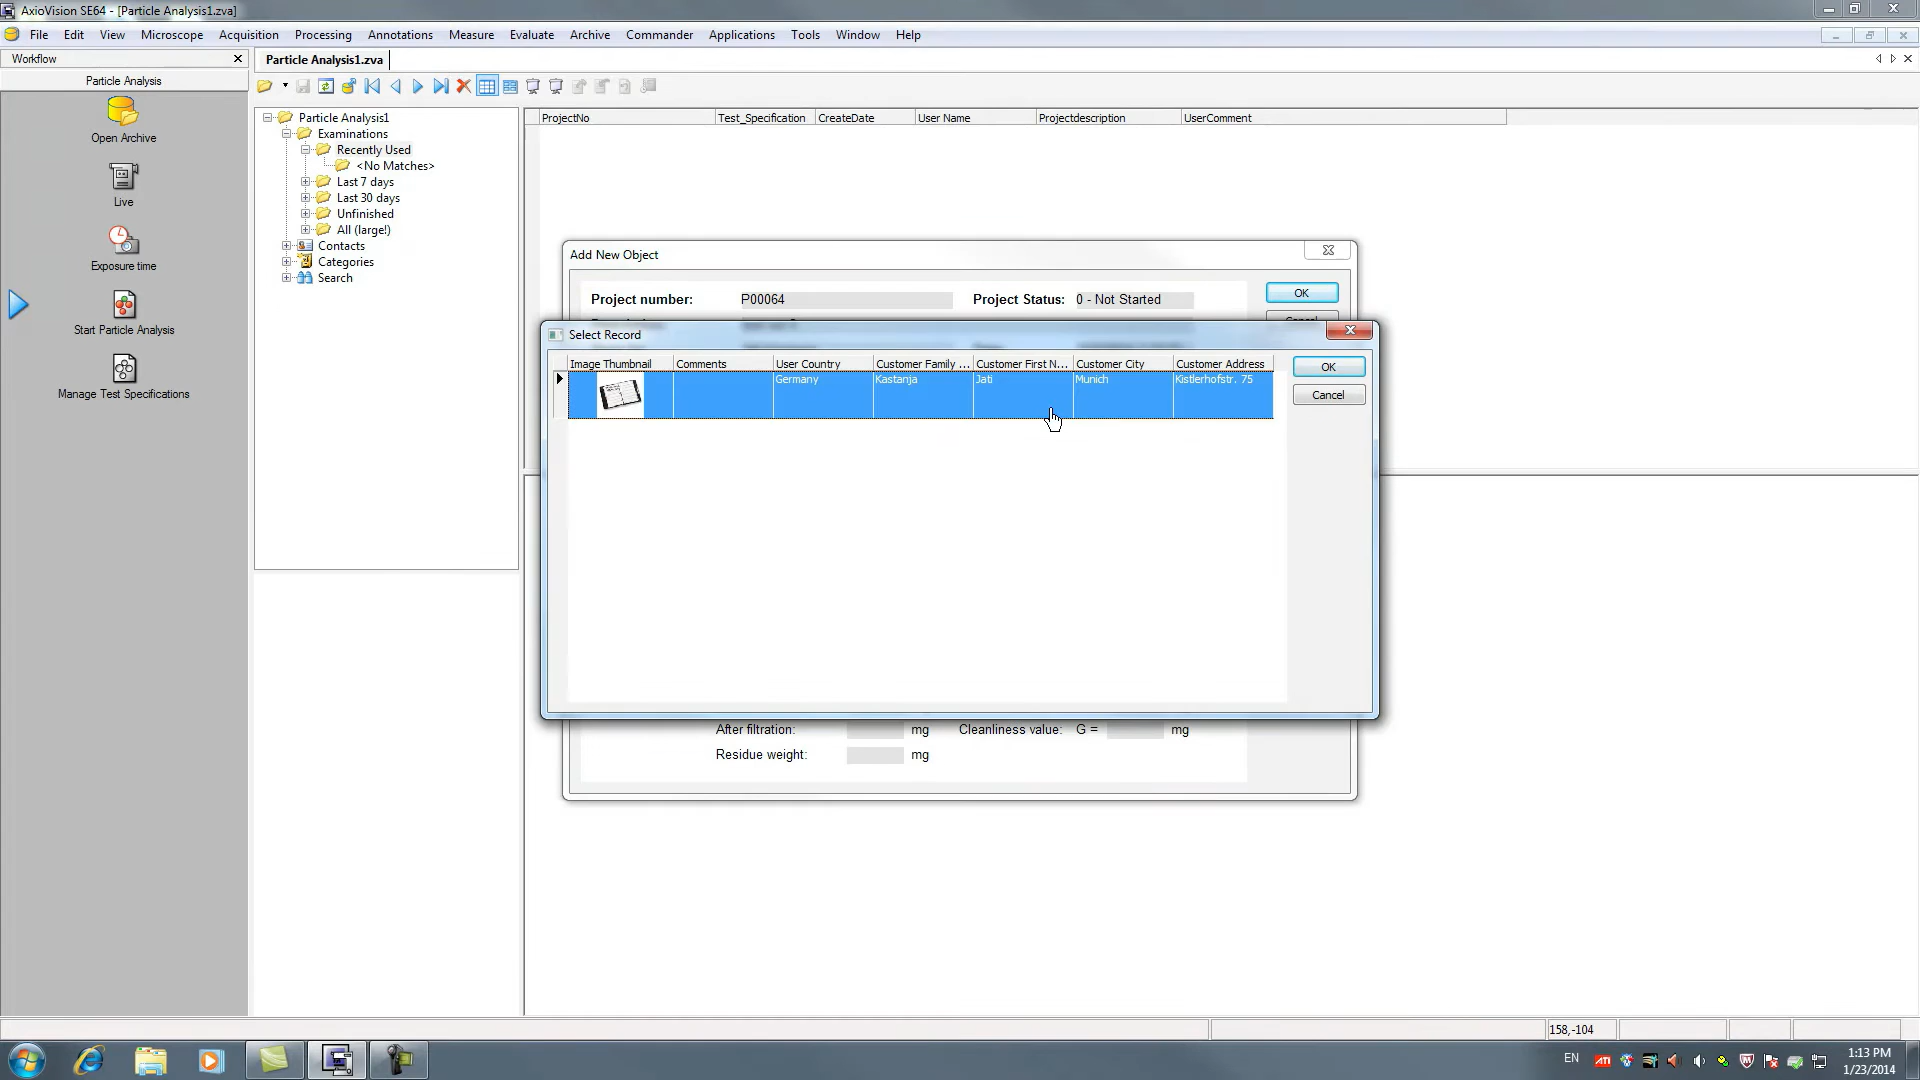 AxioVision SE64 - [Particle Analysis1.zva]
File Edit View Microscope Acquisition Processing Annotations Measure Evaluate Archive Commander Applications Tools Window Help
Workflow
Particle Analysis
Open Archive
Live
Exposure time
Start Particle Analysis
Manage Test Specifications
Particle Analysis1.zva
Particle Analysis1
Examinations
Recently Used
<No Matches>
Last 7 days
Last 30 days
Unfinished
All (large!)
Contacts
Categories
Search
ProjectNo Test_Specification CreateDate User Name Projectdescription UserComment
Add New Object
Project number: P00064 Project Status: 0 - Not Started OK
Select Record
Image Thumbnail Comments User Country Customer Family ... Customer First N... Customer City Customer Address OK
Germany Kastanja Jati Munich Kistlerhofstr. 75
Cancel
After filtration: mg Cleanliness value: G = mg
Residue weight: mg
158,-104
EN ATI 1:13 PM
1/23/2014